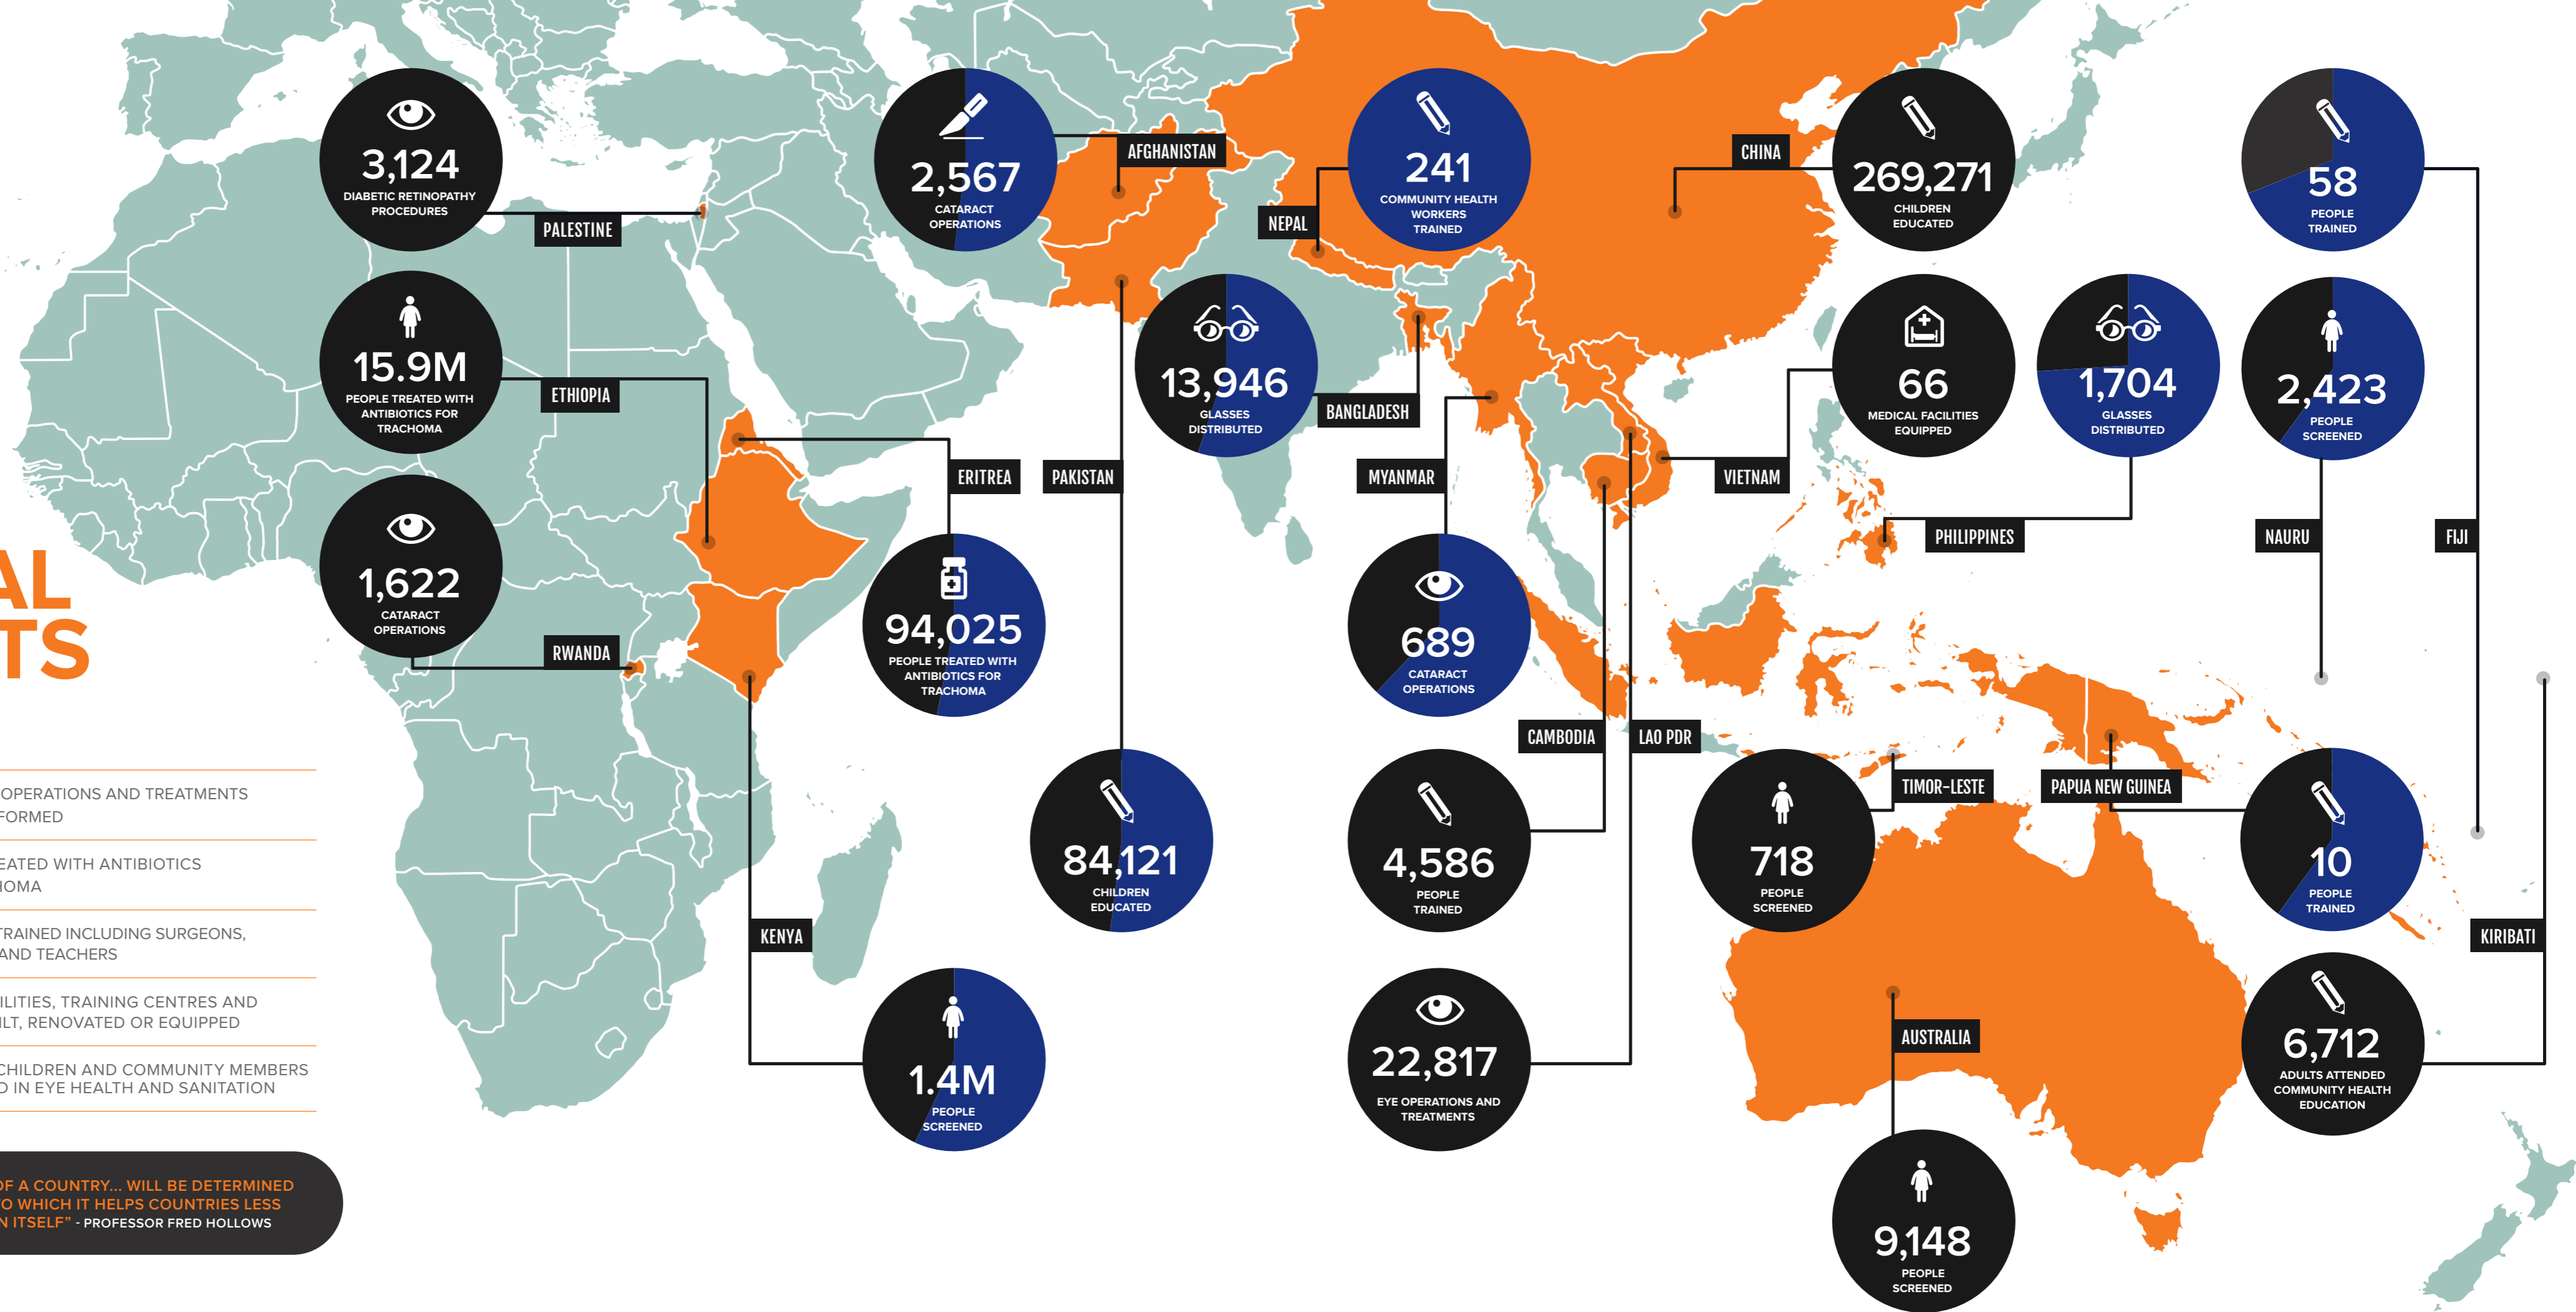 3,124
DIABETIC RETINOPATHY
PROCEDURES
PALESTINE
15.9M
PEOPLE TREATED WITH
ANTIBIOTICS FOR
TRACHOMA
ETHIOPIA
1,622
CATARACT
OPERATIONS
RWANDA
2,567
CATARACT
OPERATIONS
AFGHANISTAN
241
COMMUNITY HEALTH
WORKERS
TRAINED
NEPAL
CHINA
269,271
CHILDREN
EDUCATED
58
PEOPLE
TRAINED
13,946
GLASSES
DISTRIBUTED
BANGLADESH
66
MEDICAL FACILITIES
EQUIPPED
VIETNAM
1,704
GLASSES
DISTRIBUTED
PHILIPPINES
2,423
PEOPLE
SCREENED
NAURU
FIJI
ERITREA
PAKISTAN
94,025
PEOPLE TREATED WITH
ANTIBIOTICS FOR
TRACHOMA
MYANMAR
689
CATARACT
OPERATIONS
CAMBODIA
LAO PDR
84,121
CHILDREN
EDUCATED
4,586
PEOPLE
TRAINED
718
PEOPLE
SCREENED
TIMOR-LESTE
PAPUA NEW GUINEA
10
PEOPLE
TRAINED
KENYA
1.4M
PEOPLE
SCREENED
22,817
EYE OPERATIONS AND
TREATMENTS
AUSTRALIA
9,148
PEOPLE
SCREENED
KIRIBATI
6,712
ADULTS ATTENDED
COMMUNITY HEALTH
EDUCATION
AL
TS
OPERATIONS AND TREATMENTS
FORMED
EATED WITH ANTIBIOTICS
HOMA
TRAINED INCLUDING SURGEONS,
AND TEACHERS
ILITIES, TRAINING CENTRES AND
ILT, RENOVATED OR EQUIPPED
CHILDREN AND COMMUNITY MEMBERS
D IN EYE HEALTH AND SANITATION
OF A COUNTRY... WILL BE DETERMINED
TO WHICH IT HELPS COUNTRIES LESS
N ITSELF” - PROFESSOR FRED HOLLOWS